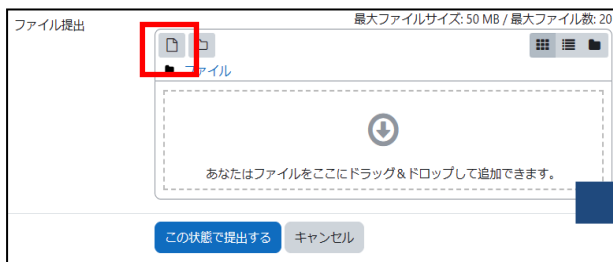 ファイル提出
最大ファイルサイズ: 50 MB / 最大ファイル数: 20
ファイル
あなたはファイルをここにドラッグ＆ドロップして追加できます。
この状態で提出する
キャンセル